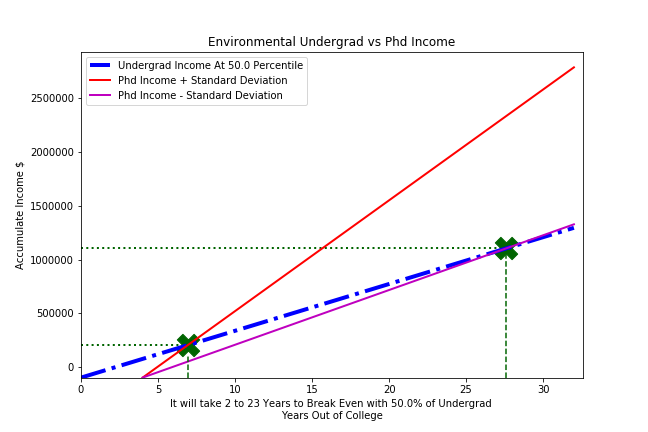 Environmental Undergrad vs Phd Income
Undergrad Income At 50.0 Percentile
Phd Income + Standard Deviation
Phd Income - Standard Deviation
Accumulate Income $
2500000
2000000
1500000
1000000
500000
0
0 5 10 15 20 25 30
It will take 2 to 23 Years to Break Even with 50.0% of Undergrad
Years Out of College